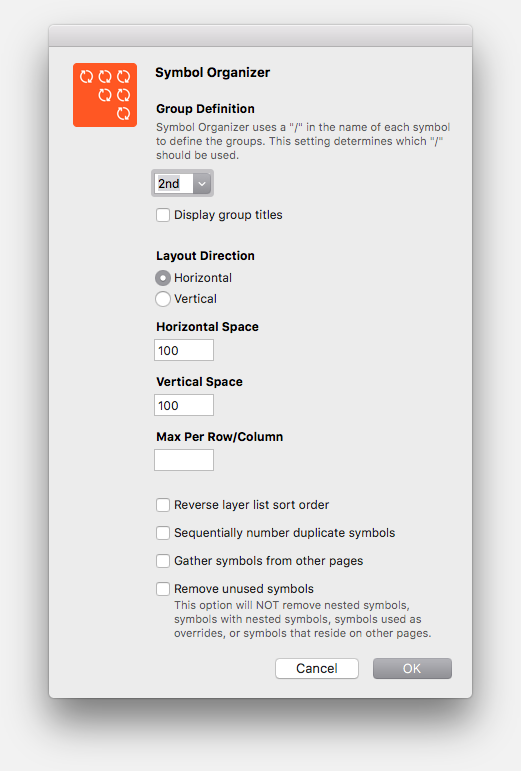 Symbol Organizer
Group Definition
Symbol Organizer uses a "/" in the name of each symbol
to define the groups. This setting determines which "/"
should be used.
2nd
Display group titles
Layout Direction
Horizontal
Vertical
Horizontal Space
100
Vertical Space
100
Max Per Row/Column
Reverse layer list sort order
Sequentially number duplicate symbols
Gather symbols from other pages
Remove unused symbols
This option will NOT remove nested symbols,
symbols with nested symbols, symbols used as
overrides, or symbols that reside on other pages.
Cancel OK